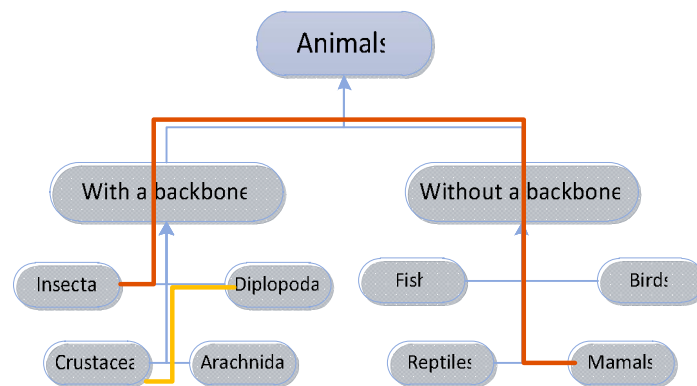 Animals
With a backbone
Without a backbone
Insecta
Diplopoda
Fish
Birds
Crustacea
Arachnida
Reptiles
Mamals